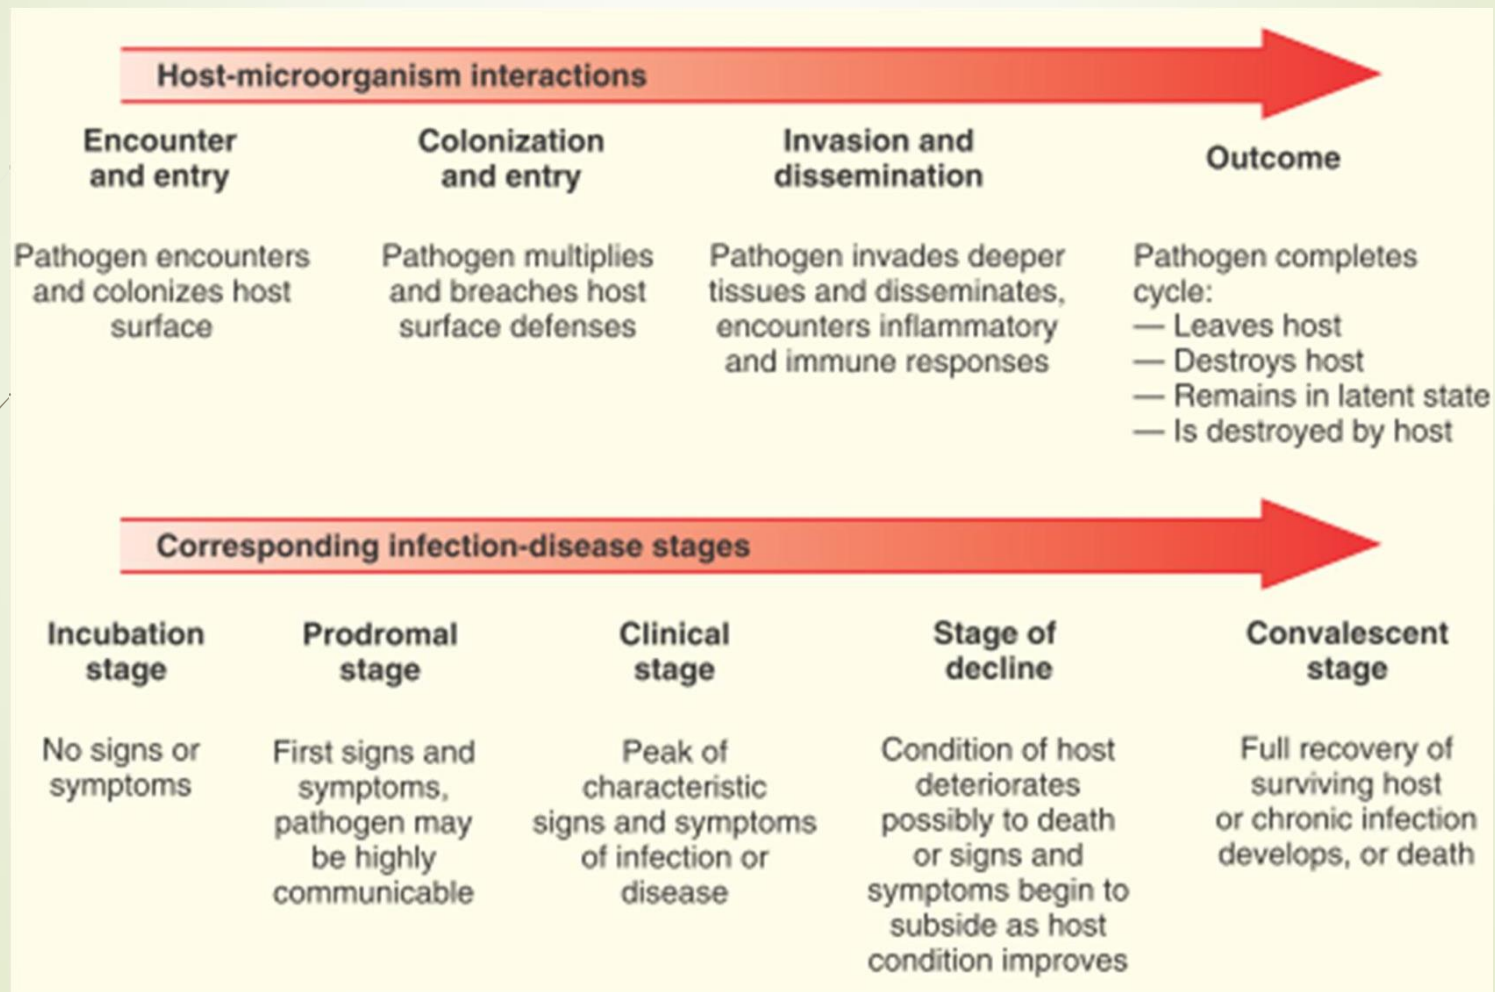 Host-microorganism interactions
Encounter
and entry
Pathogen encounters
and colonizes host
surface
Colonization
and entry
Pathogen multiplies
and breaches host
surface defenses
Invasion and
dissemination
Pathogen invades deeper
tissues and disseminates,
encounters inflammatory
and immune responses
Outcome
Pathogen completes
cycle:
— Leaves host
— Destroys host
— Remains in latent state
— Is destroyed by host
Corresponding infection-disease stages
Incubation
stage
No signs or
symptoms
Prodromal
stage
First signs and
symptoms,
pathogen may
be highly
communicable
Clinical
stage
Peak of
characteristic
signs and symptoms
of infection or
disease
Stage of
decline
Condition of host
deteriorates
possibly to death
or signs and
symptoms begin to
subside as host
condition improves
Convalescent
stage
Full recovery of
surviving host
or chronic infection
develops, or death